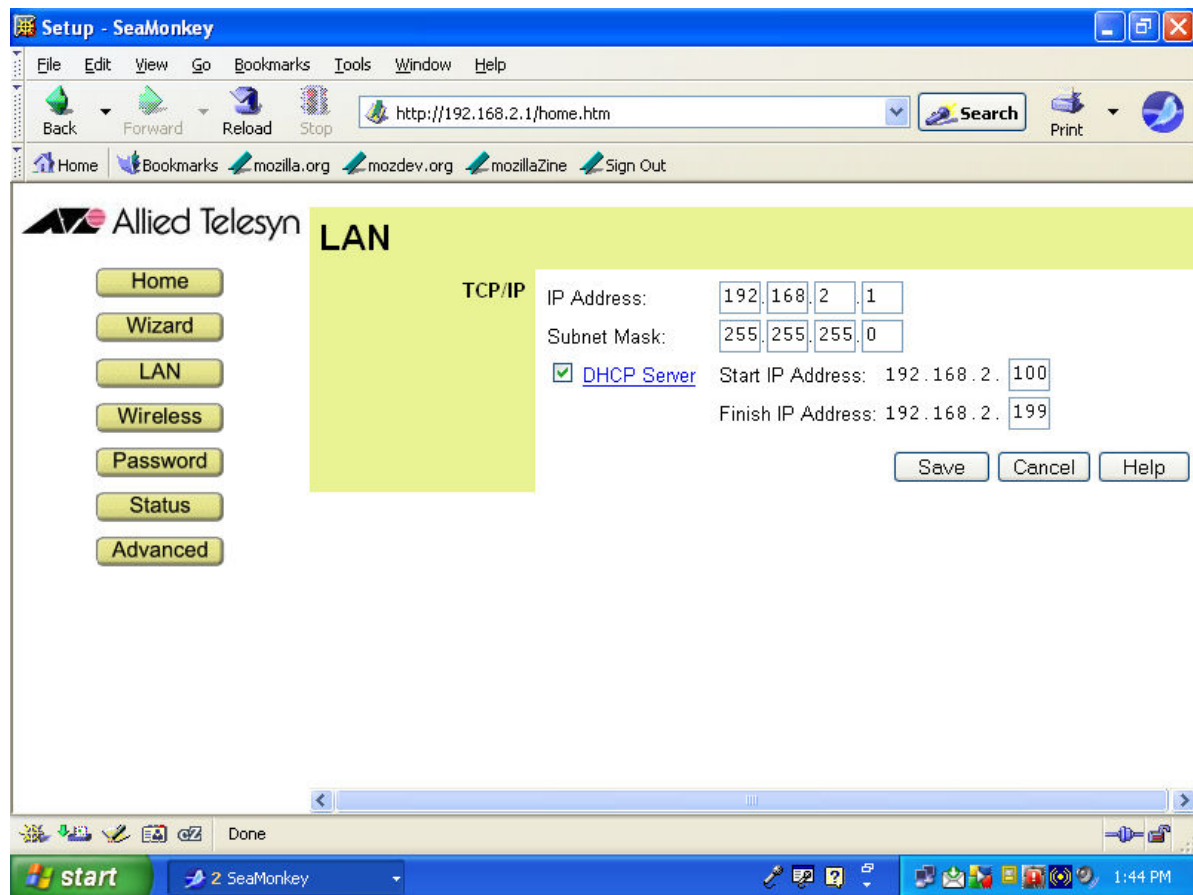 Setup - SeaMonkey
File Edit View Go Bookmarks Tools Window Help
Back Forward Reload Stop http://192.168.2.1/home.htm Search Print
Home Bookmarks mozilla.org mozdev.org mozillaZine Sign Out
Allied Telesyn
LAN
Home
Wizard
LAN
Wireless
Password
Status
Advanced
TCP/IP
IP Address: 192.168.2.1
Subnet Mask: 255.255.255.0
DHCP Server Start IP Address: 192.168.2.100
Finish IP Address: 192.168.2.199
Save Cancel Help
Done
start 2 SeaMonkey 1:44 PM